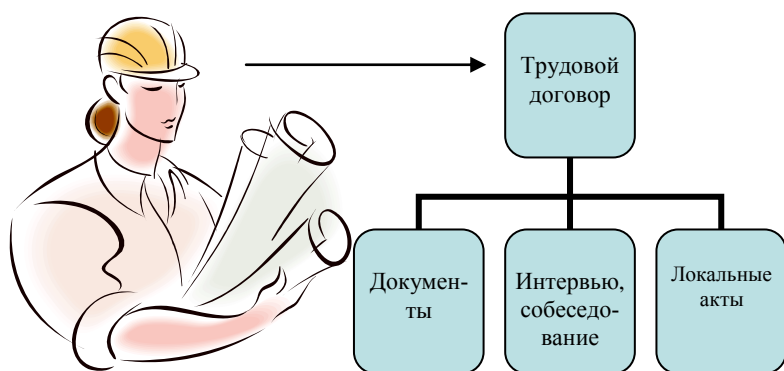 Трудовой
договор
Докумен-
ты
Интервью,
собеседо-
вание
Локальные
акты